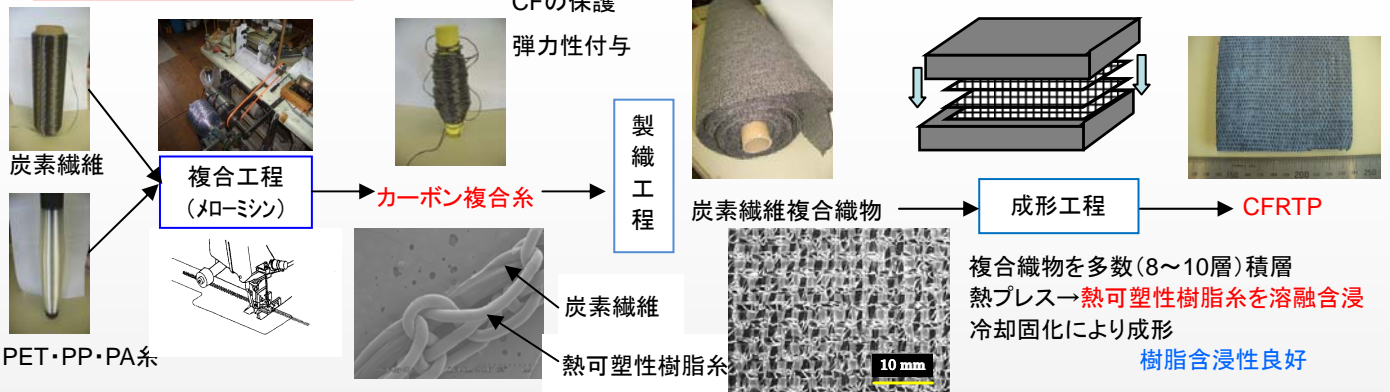 CFの保護
弾力性付与
炭素繊維
複合工程
(メローミシン)
カーボン複合糸
製織工程
炭素繊維複合織物
成形工程
CFRTP
PET・PP・PA糸
炭素繊維
熱可塑性樹脂糸
10 mm
複合織物を多数(8～10層)積層
熱プレス→熱可塑性樹脂糸を溶融含浸
冷却固化により成形
樹脂含浸性良好